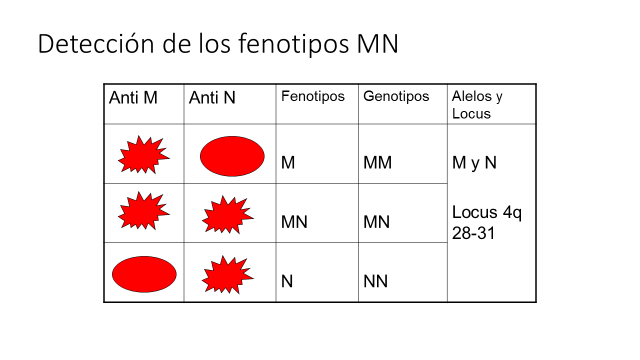 Detección de los fenotipos MN
Anti M
Anti N
Fenotipos
Genotipos
Alelos y
Locus
M
MM
M y N
MN
MN
Locus 4q
28-31
N
NN